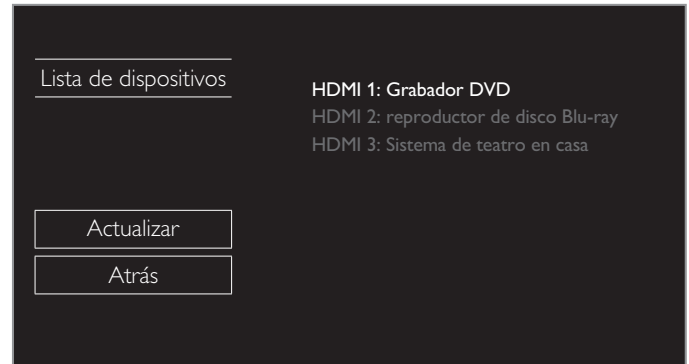 Lista de dispositivos
HDMI 1: Grabador DVD
HDMI 2: reproductor de disco Blu-ray
HDMI 3: Sistema de teatro en casa
Actualizar
Atrás